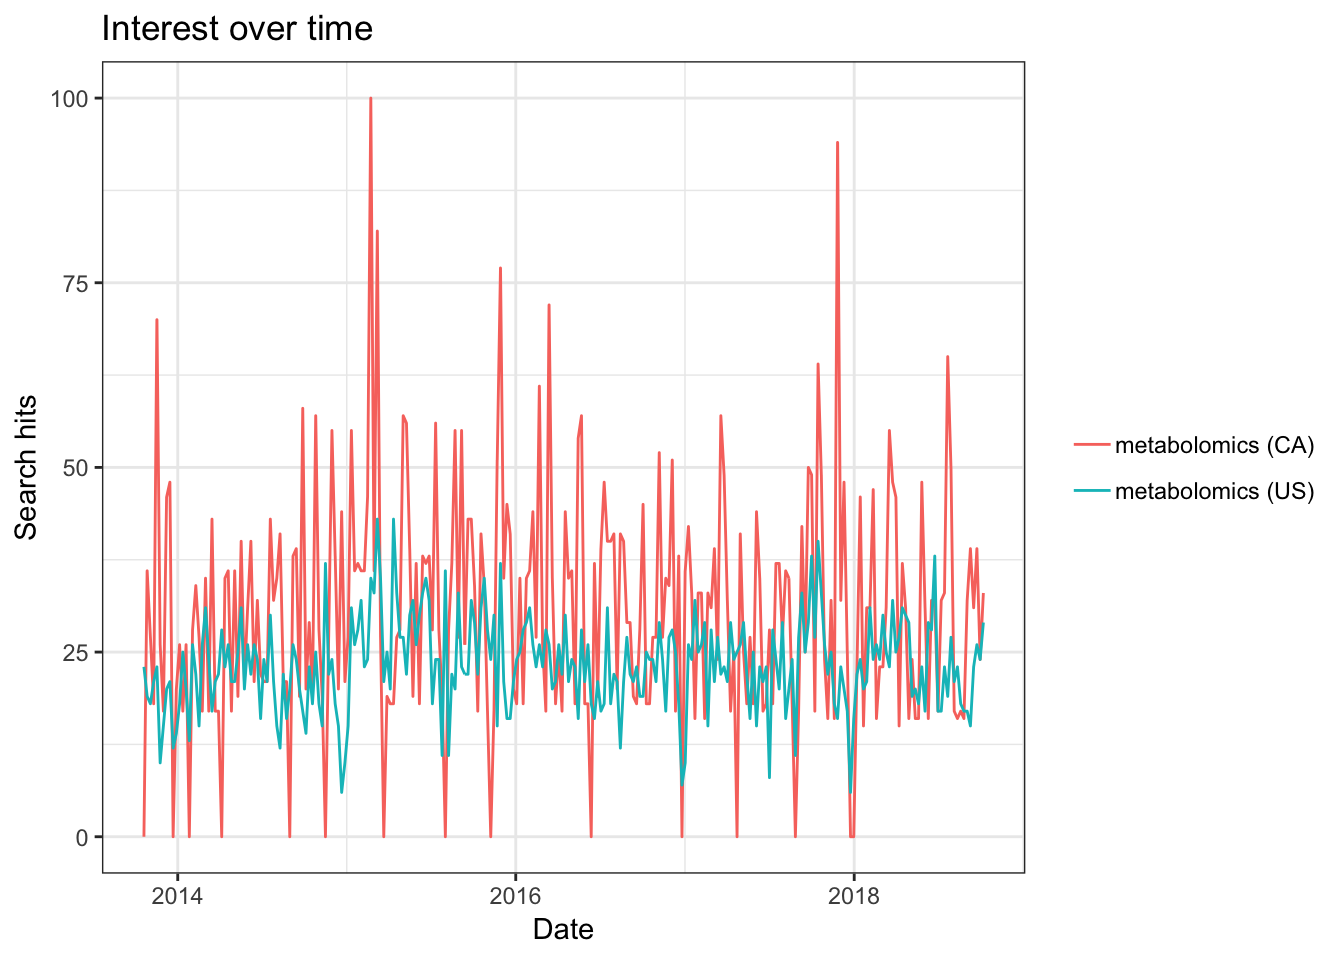 Interest over time
Search hits
100
75
50
25
0
2014
2016
2018
Date
metabolomics (CA)
metabolomics (US)